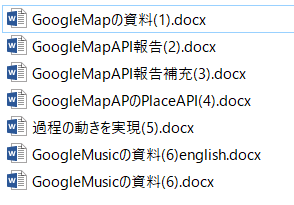 GoogleMapの資料(1).docx
GoogleMapAPI報告(2).docx
GoogleMapAPI報告補充(3).docx
GoogleMapAPのPlaceAPI(4).docx
過程の動きを実現(5).docx
GoogleMusicの資料(6)english.docx
GoogleMusicの資料(6).docx